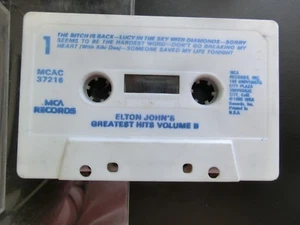 1
THE BITCH IS BACK - LUCY IN THE SKY WITH DIAMONDS - SORRY
SEEMS TO BE THE HARDEST WORD - DON'T GO BREAKING MY
HEART (With Kiki Dee) - SOMEONE SAVED MY LIFE TONIGHT
MCAC
37216
MCA RECORDS
ELTON JOHN'S
GREATEST HITS VOLUME II